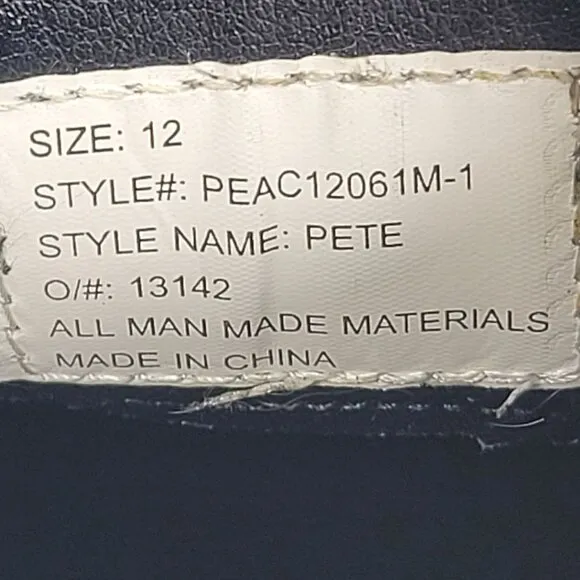 SIZE: 12
STYLE#: PEAC12061M-1
STYLE NAME: PETE
O/#: 13142
ALL MAN MADE MATERIALS
MADE IN CHINA